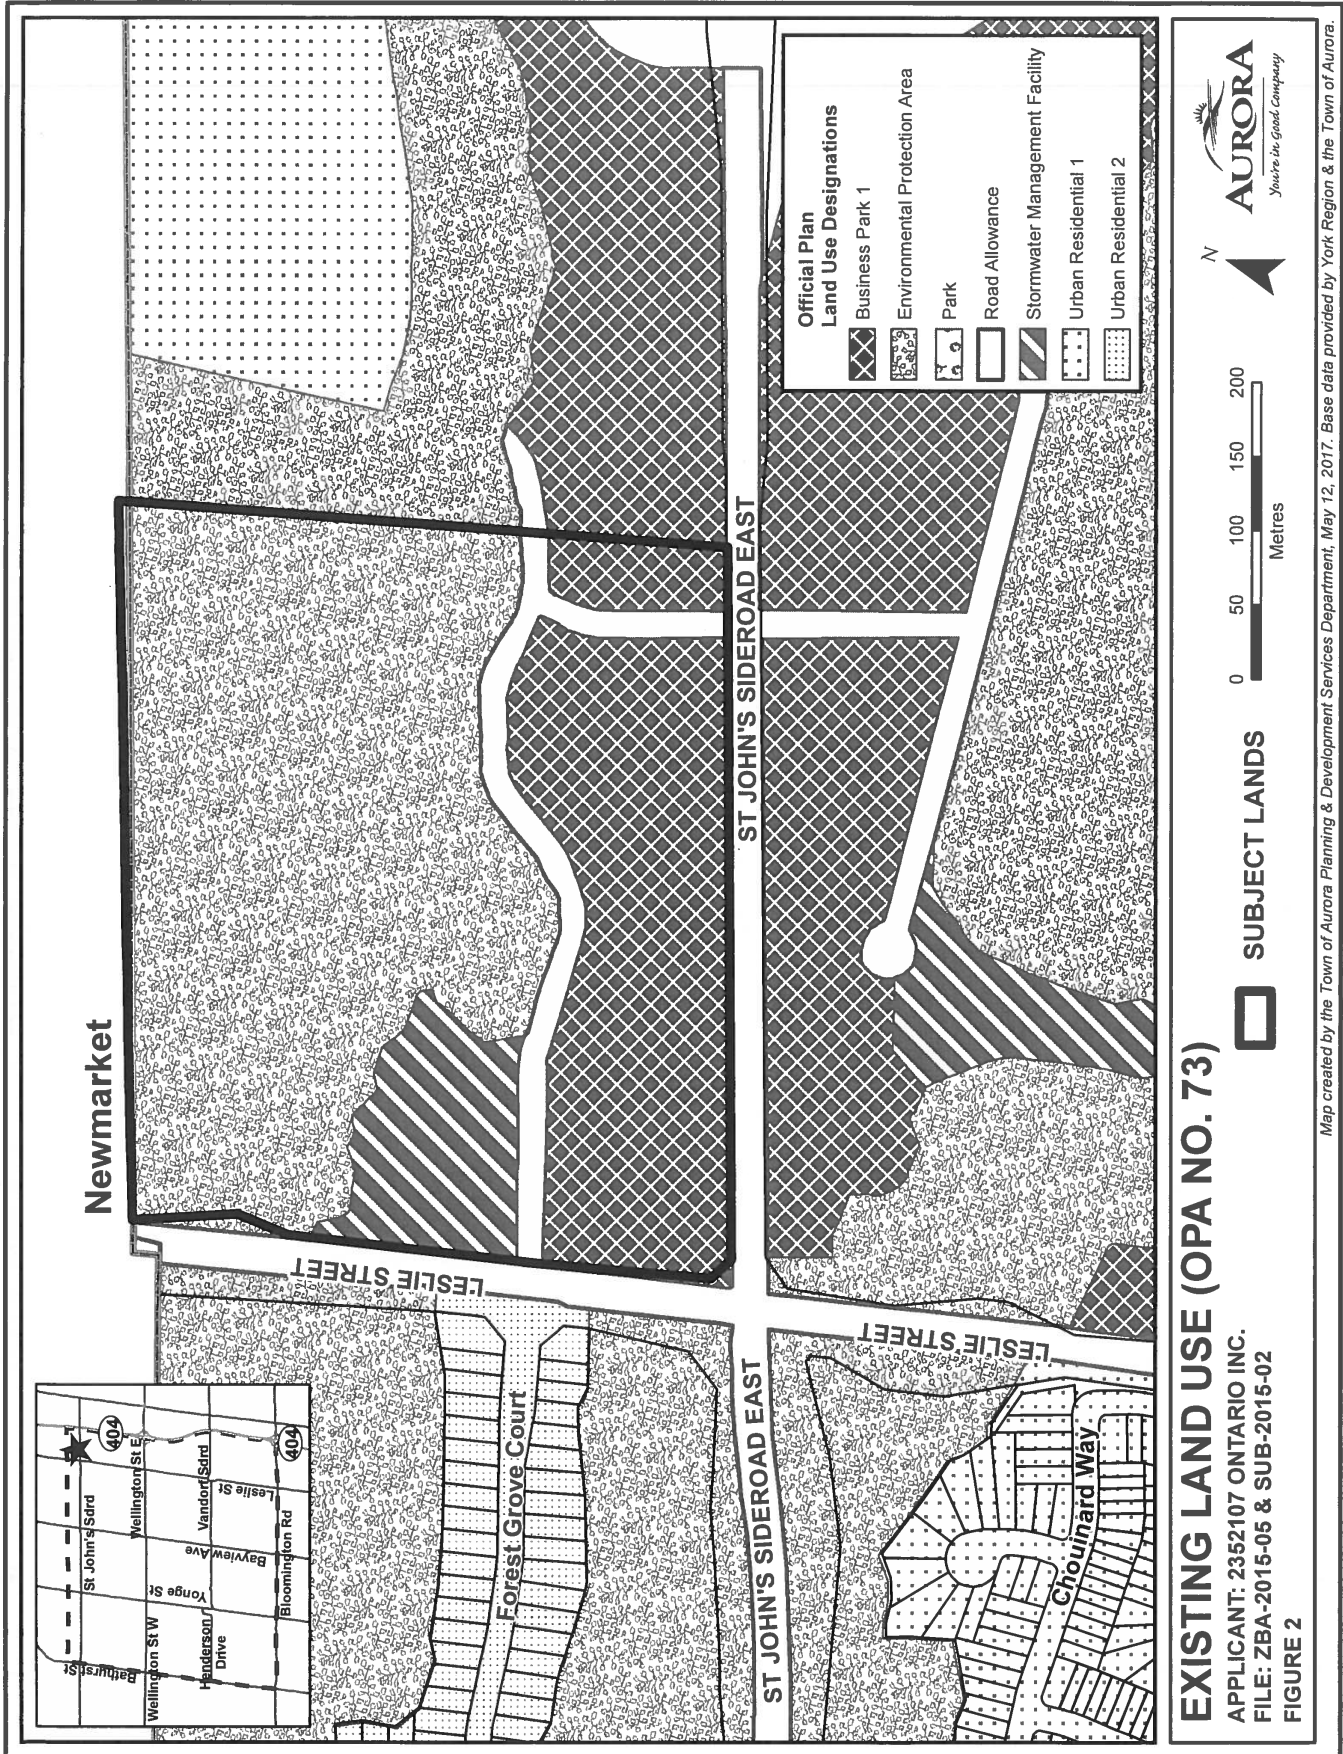 Newmarket
404
404
St John's Sdrd
Wellington St E
Vandorf Sdrd
Leslie St
Bayview Ave
Yonge St
Bloomington Rd
Bathurst St
Wellington St W
Henderson
Drive
LESLIE STREET
Forest Grove Court
ST JOHN'S SIDEROAD EAST
ST JOHN'S SIDEROAD EAST
LESLIE STREET
Chouinard Way
Official Plan
Land Use Designations
Business Park 1
Environmental Protection Area
Park
Road Allowance
Stormwater Management Facility
Urban Residential 1
Urban Residential 2
EXISTING LAND USE (OPA NO. 73)
APPLICANT: 2352107 ONTARIO INC.
FILE: ZBA-2015-05 & SUB-2015-02
FIGURE 2
SUBJECT LANDS
0 50 100 150 200
Metres
N
AURORA
You're in Good Company
Map created by the Town of Aurora Planning & Development Services Department, May 12, 2017. Base data provided by York Region & the Town of Aurora.